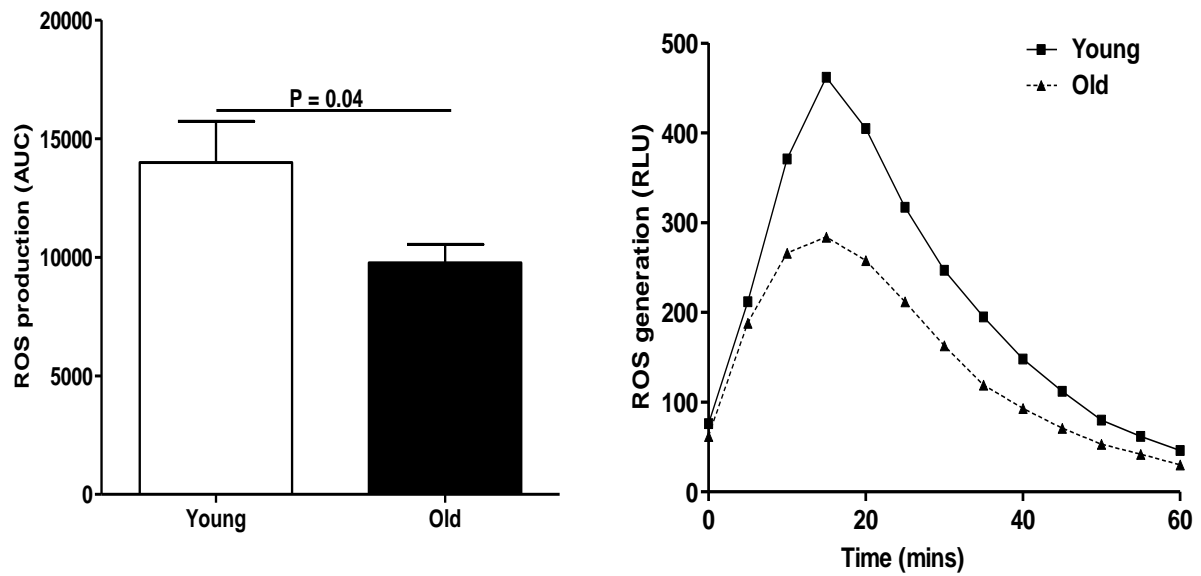 ROS production (AUC)
20000
15000
10000
5000
0
P = 0.04
Young
Old
ROS generation (RLU)
500
400
300
200
100
0
Young
Old
0
20
40
60
Time (mins)